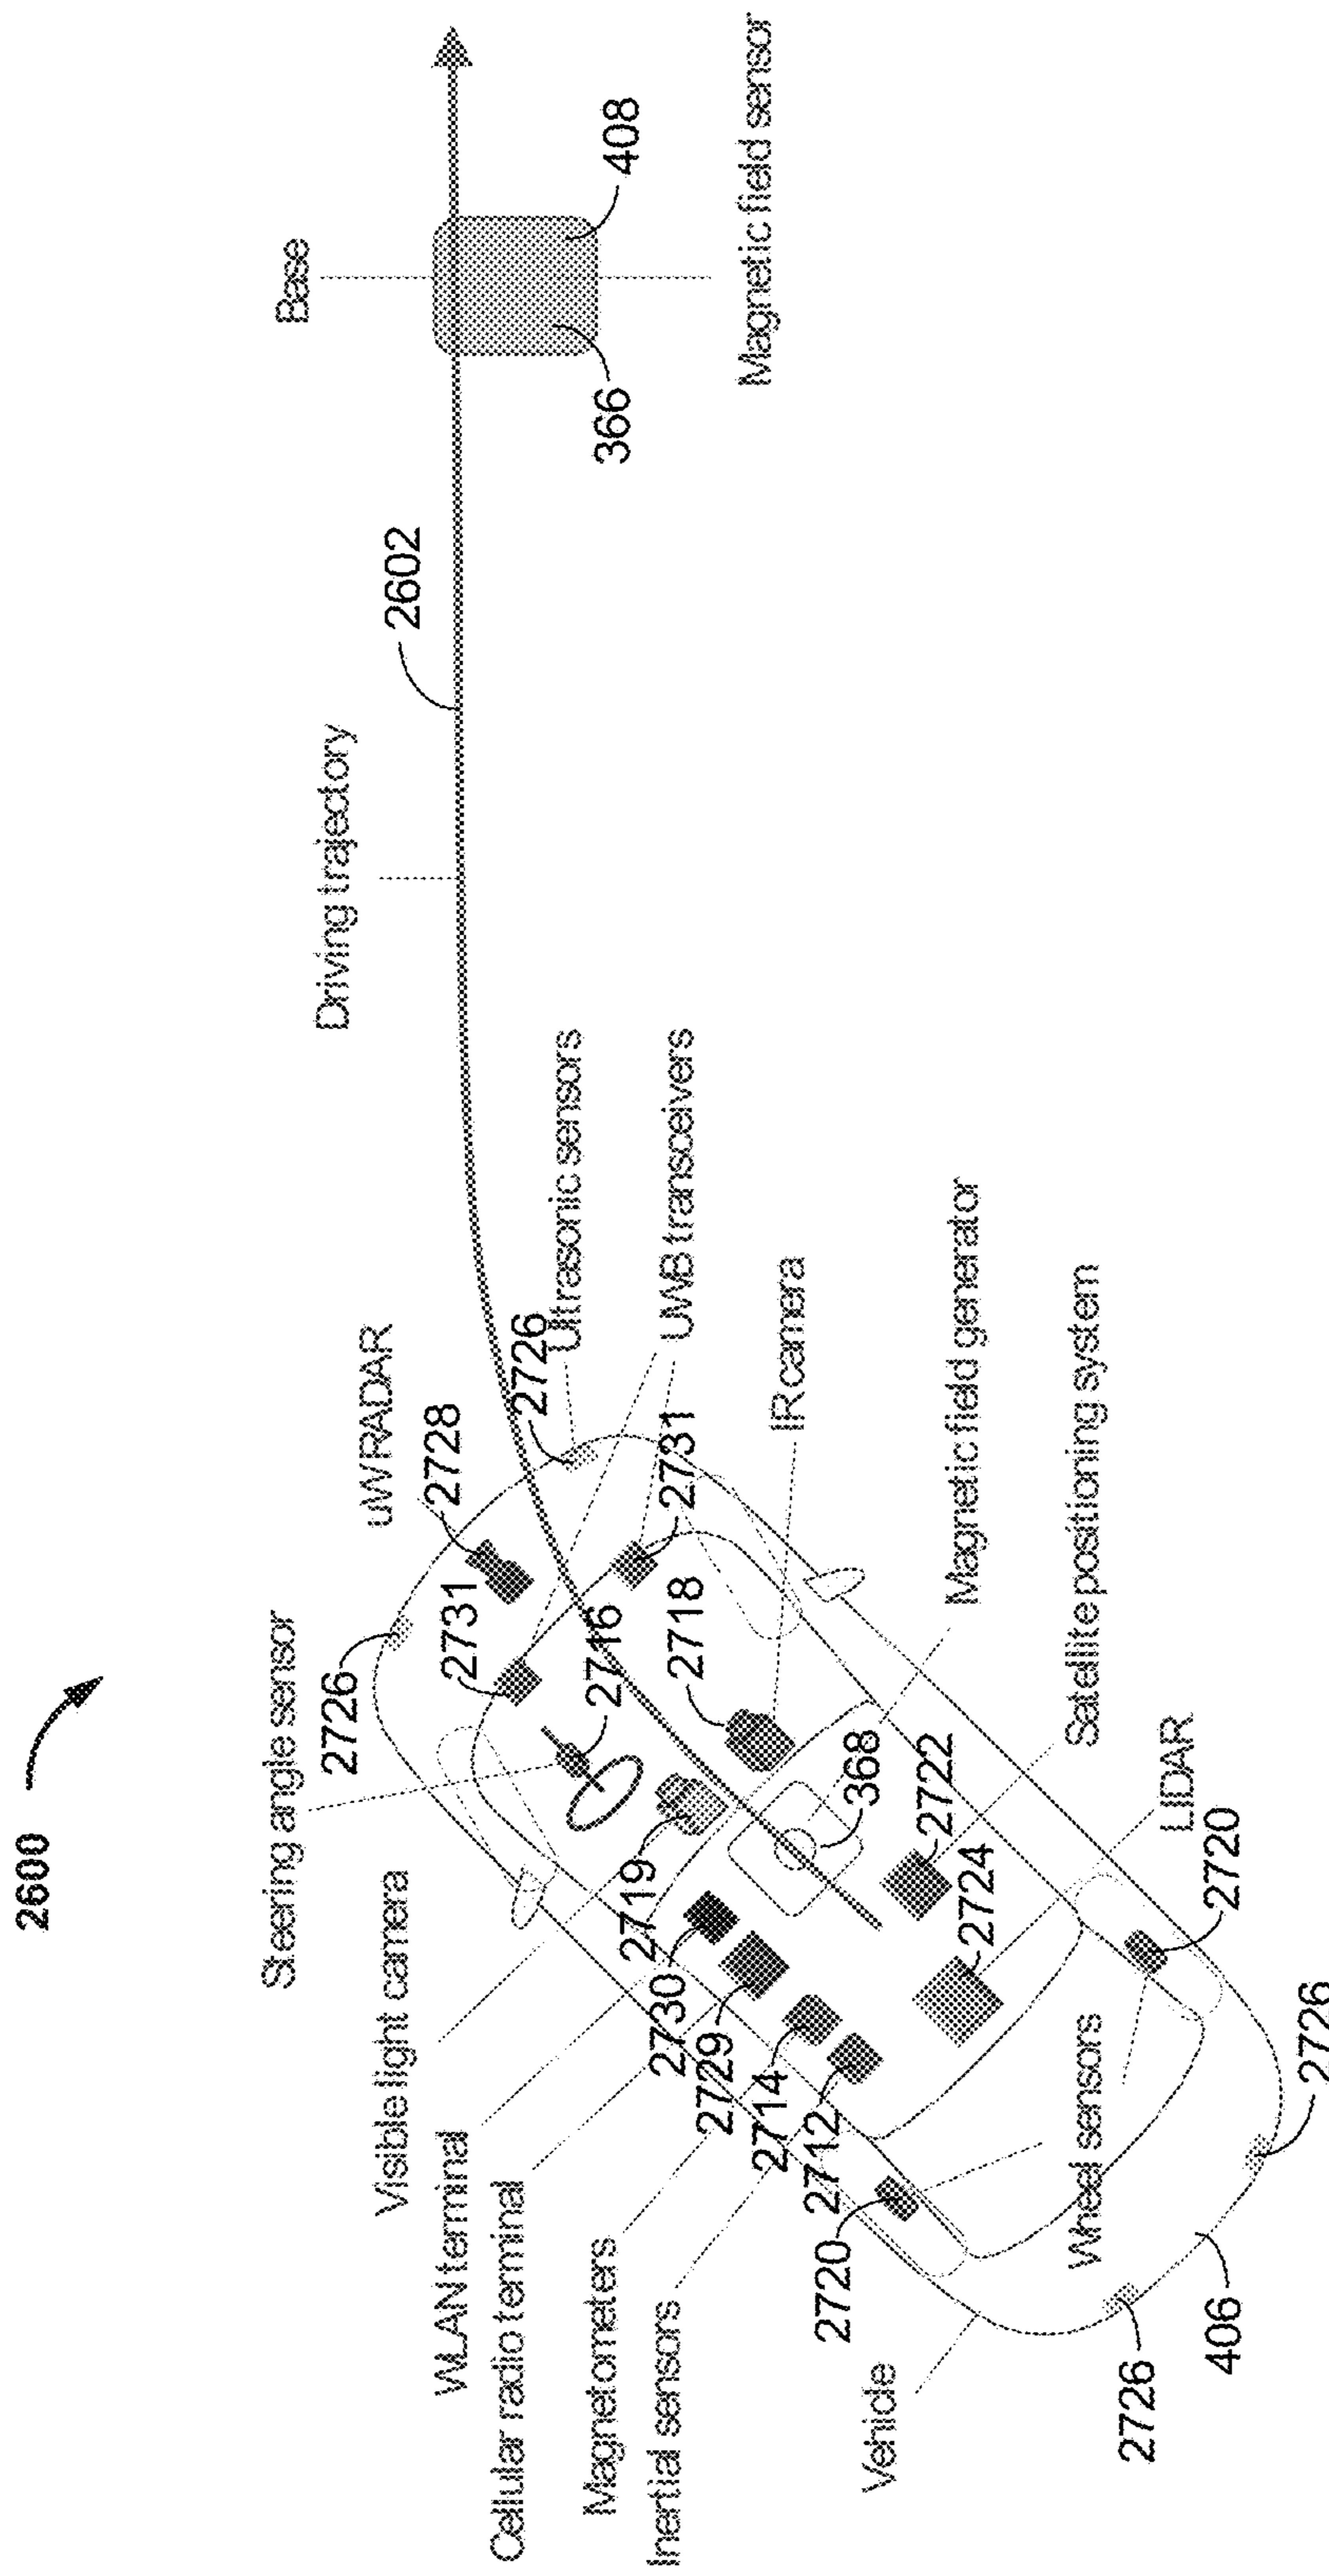 2600
Steering angle sensor
Visible light camera
WLAN terminal
Cellular radio terminal
Magnetometers
Inertial sensors
Vehicle
2726
2731
2728
uW RADAR
2716
2719
2730
2729
2714
2712
2720
2726
Ultrasonic sensors
UWB transceivers
2731
2718
IR camera
368
Magnetic field generator
2722
Satellite positioning system
2724
LIDAR
2720
Wheel sensors
2726
406
2726
Driving trajectory
2602
Base
366
408
Magnetic field sensor